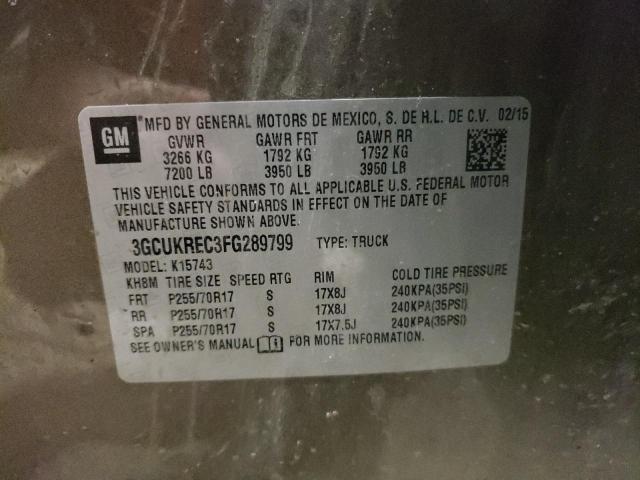 GM
MFD BY GENERAL MOTORS DE MEXICO, S. DE H.L. DE C.V. 02/15
GVWR GAWR FRT GAWR RR
3266 KG 1792 KG 1792 KG
7200 LB 3950 LB 3950 LB
THIS VEHICLE CONFORMS TO ALL APPLICABLE U.S. FEDERAL MOTOR
VEHICLE SAFETY STANDARDS IN EFFECT ON THE DATE OF
MANUFACTURE SHOWN ABOVE.
3GCUKREC3FG289799 TYPE: TRUCK
MODEL: K15743
KH8M TIRE SIZE SPEED RTG RIM COLD TIRE PRESSURE
FRT P255/70R17 S 17X8J 240KPA(35PSI)
RR P255/70R17 S 17X8J 240KPA(35PSI)
SPA P255/70R17 S 17X7.5J 240KPA(35PSI)
SEE OWNER'S MANUAL FOR MORE INFORMATION.